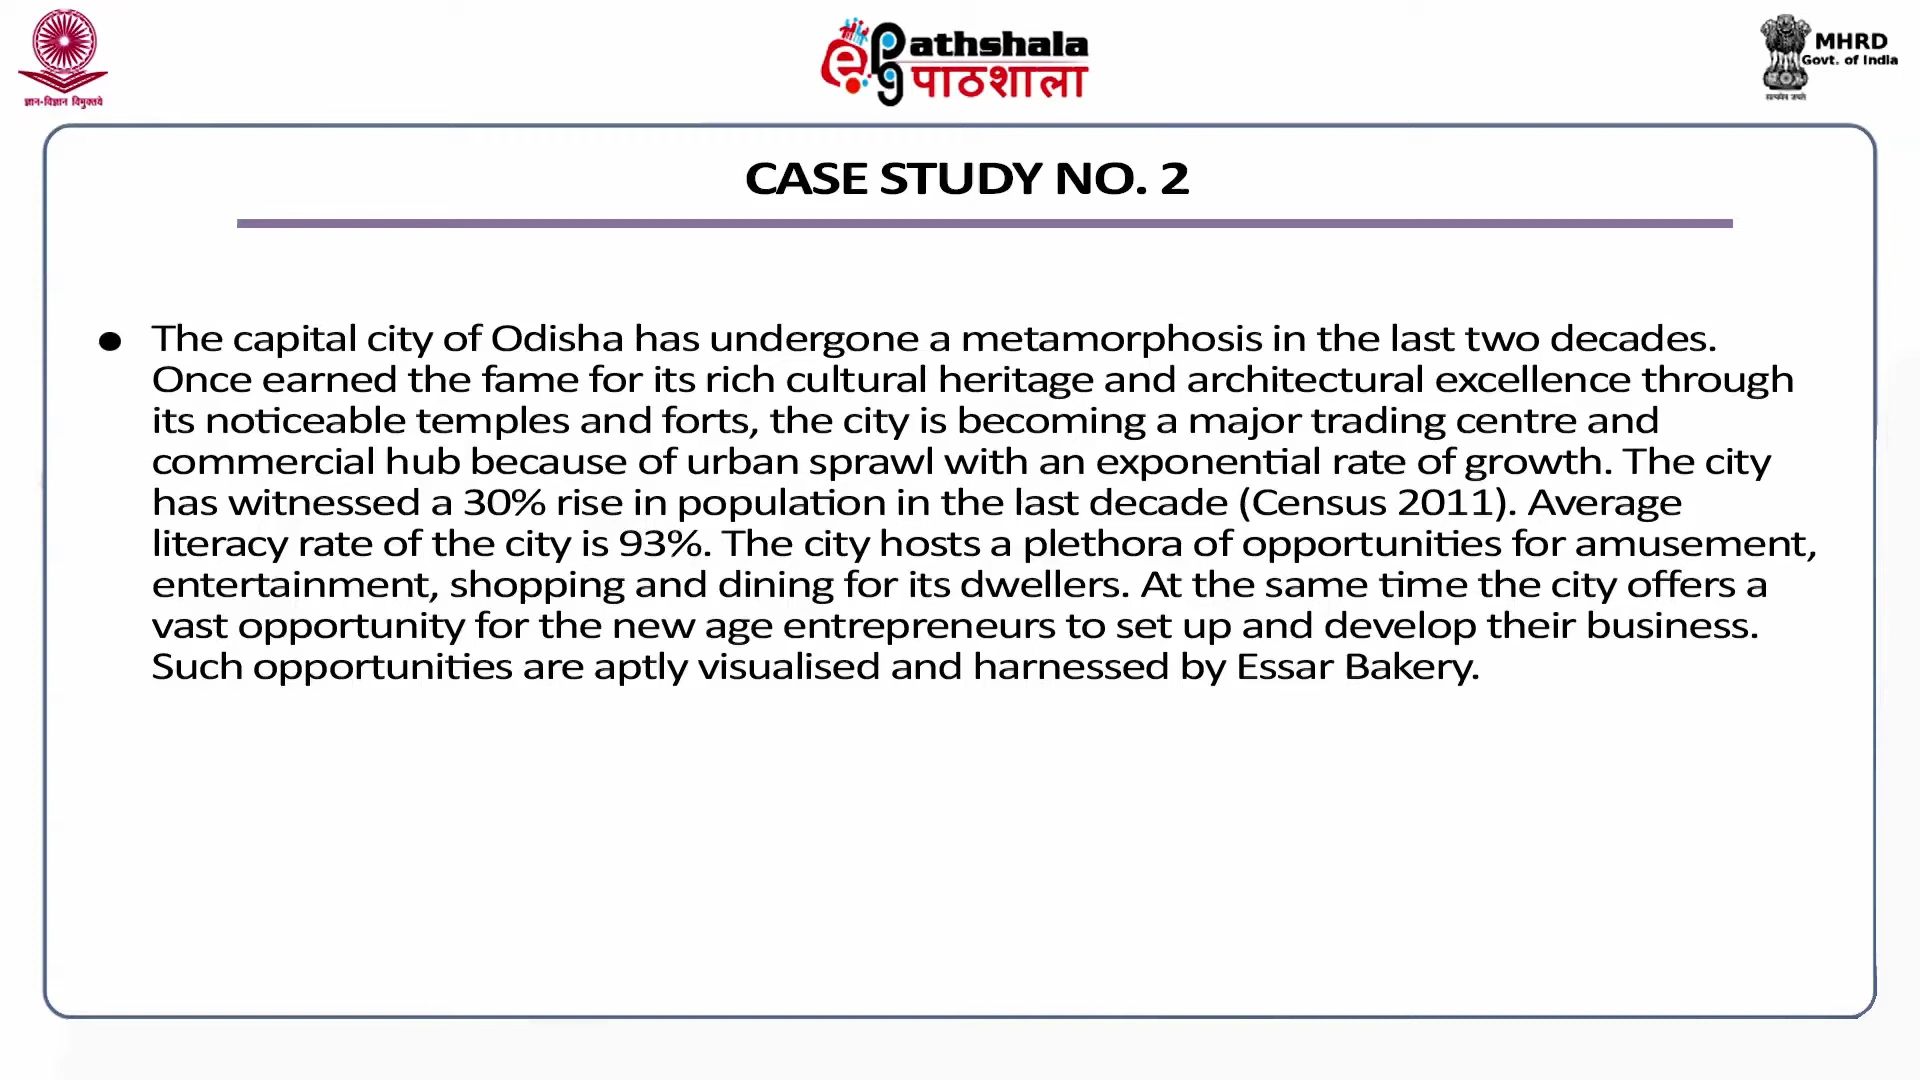 ज्ञान-विज्ञान विमुक्तये
e pg Pathshala
पाठशाला
MHRD
Govt. of India
सत्यमेव जयते
CASE STUDY NO. 2
● The capital city of Odisha has undergone a metamorphosis in the last two decades.
Once earned the fame for its rich cultural heritage and architectural excellence through
its noticeable temples and forts, the city is becoming a major trading centre and
commercial hub because of urban sprawl with an exponential rate of growth. The city
has witnessed a 30% rise in population in the last decade (Census 2011). Average
literacy rate of the city is 93%. The city hosts a plethora of opportunities for amusement,
entertainment, shopping and dining for its dwellers. At the same time the city offers a
vast opportunity for the new age entrepreneurs to set up and develop their business.
Such opportunities are aptly visualised and harnessed by Essar Bakery.